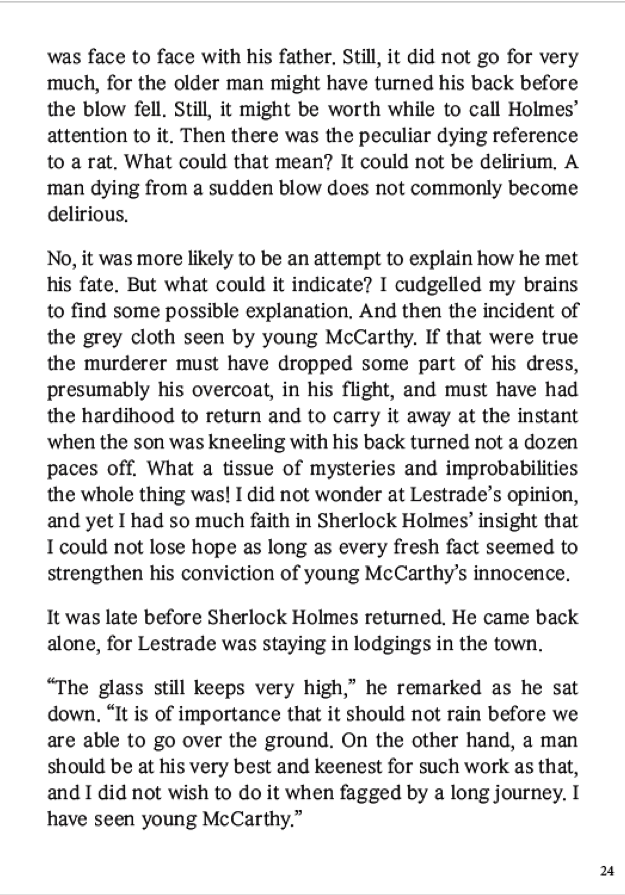 was face to face with his father. Still, it did not go for very
much, for the older man might have turned his back before
the blow fell. Still, it might be worth while to call Holmes’
attention to it. Then there was the peculiar dying reference
to a rat. What could that mean? It could not be delirium. A
man dying from a sudden blow does not commonly become
delirious.
No, it was more likely to be an attempt to explain how he met
his fate. But what could it indicate? I cudgelled my brains
to find some possible explanation. And then the incident of
the grey cloth seen by young McCarthy. If that were true
the murderer must have dropped some part of his dress,
presumably his overcoat, in his flight, and must have had
the hardihood to return and to carry it away at the instant
when the son was kneeling with his back turned not a dozen
paces off. What a tissue of mysteries and improbabilities
the whole thing was! I did not wonder at Lestrade’s opinion,
and yet I had so much faith in Sherlock Holmes’ insight that
I could not lose hope as long as every fresh fact seemed to
strengthen his conviction of young McCarthy’s innocence.
It was late before Sherlock Holmes returned. He came back
alone, for Lestrade was staying in lodgings in the town.
“The glass still keeps very high,” he remarked as he sat
down. “It is of importance that it should not rain before we
are able to go over the ground. On the other hand, a man
should be at his very best and keenest for such work as that,
and I did not wish to do it when fagged by a long journey. I
have seen young McCarthy.”
24